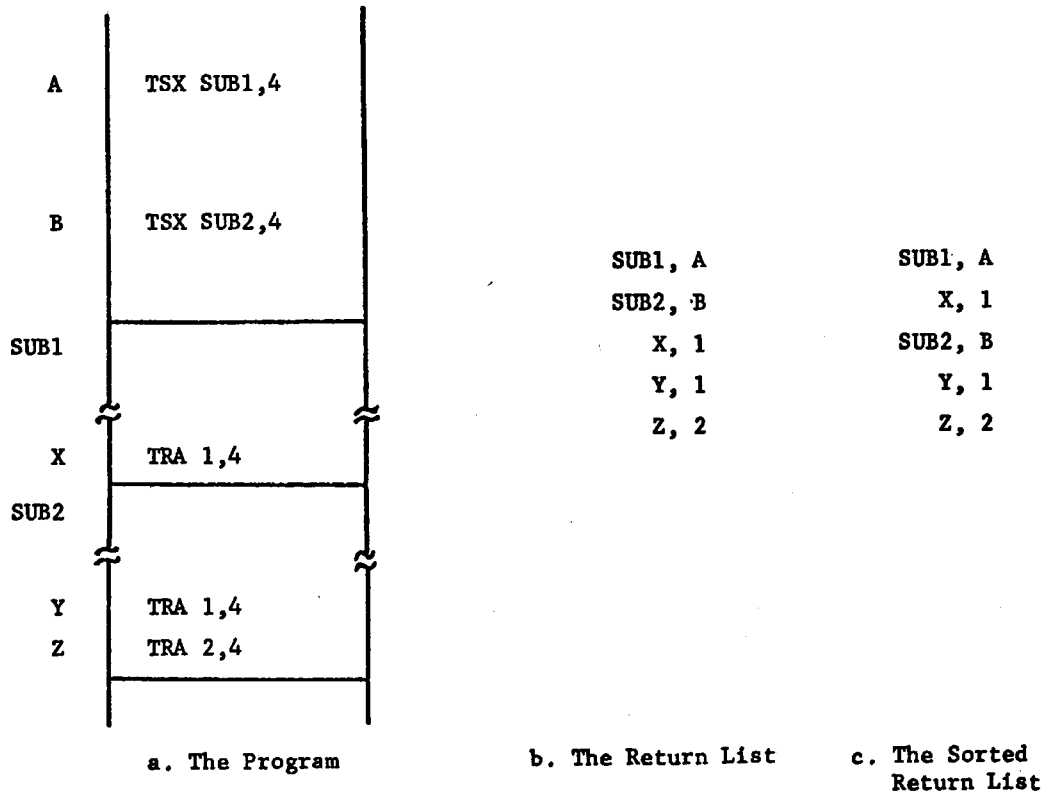 A TSX SUB1,4
B TSX SUB2,4
SUB1
X TRA 1,4
SUB2
Y TRA 1,4
Z TRA 2,4
a. The Program
SUB1, A
SUB2, B
X, 1
Y, 1
Z, 2
b. The Return List
SUB1, A
X, 1
SUB2, B
Y, 1
Z, 2
c. The Sorted
Return List